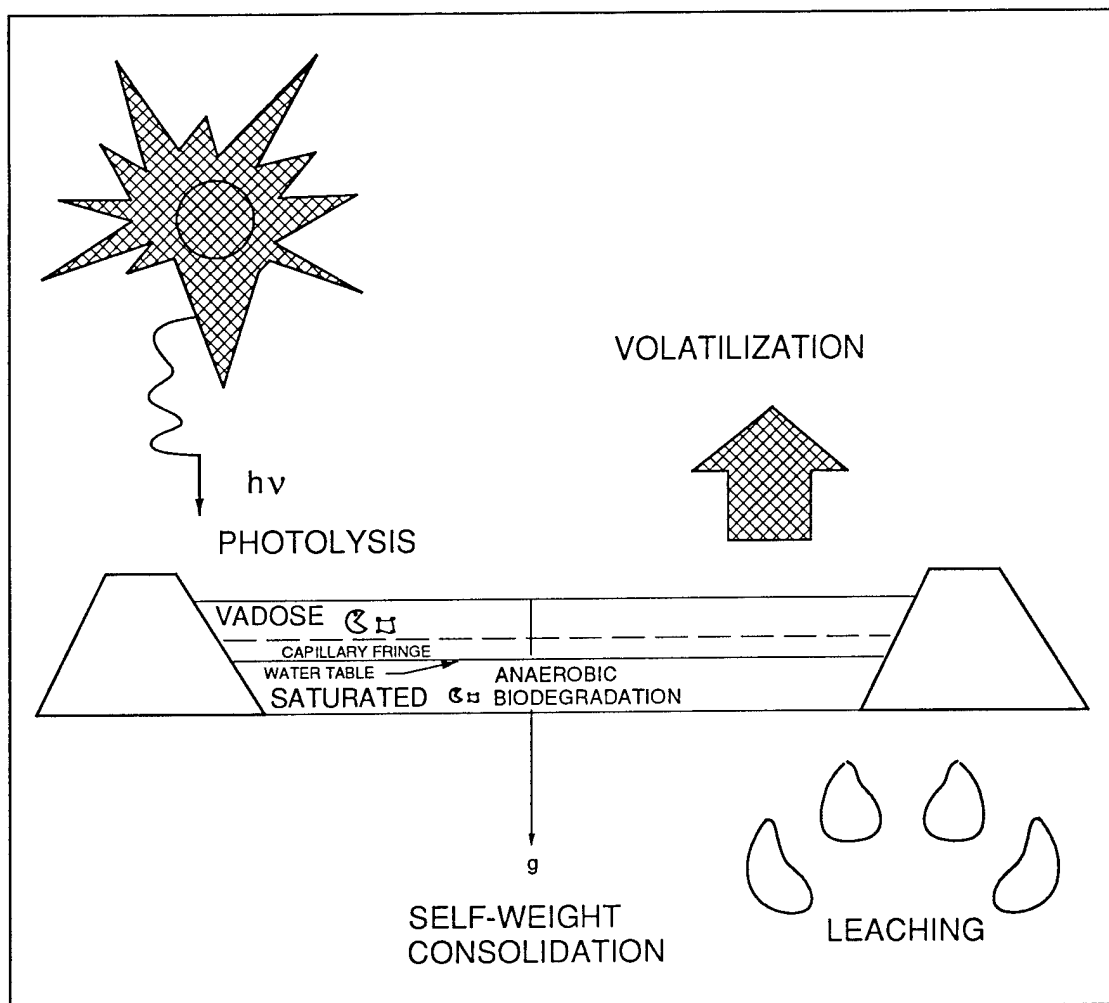 VOLATILIZATION
hν
PHOTOLYSIS
VADOSE
CAPILLARY FRINGE
WATER TABLE
ANAEROBIC
SATURATED
BIODEGRADATION
g
SELF-WEIGHT
CONSOLIDATION
LEACHING